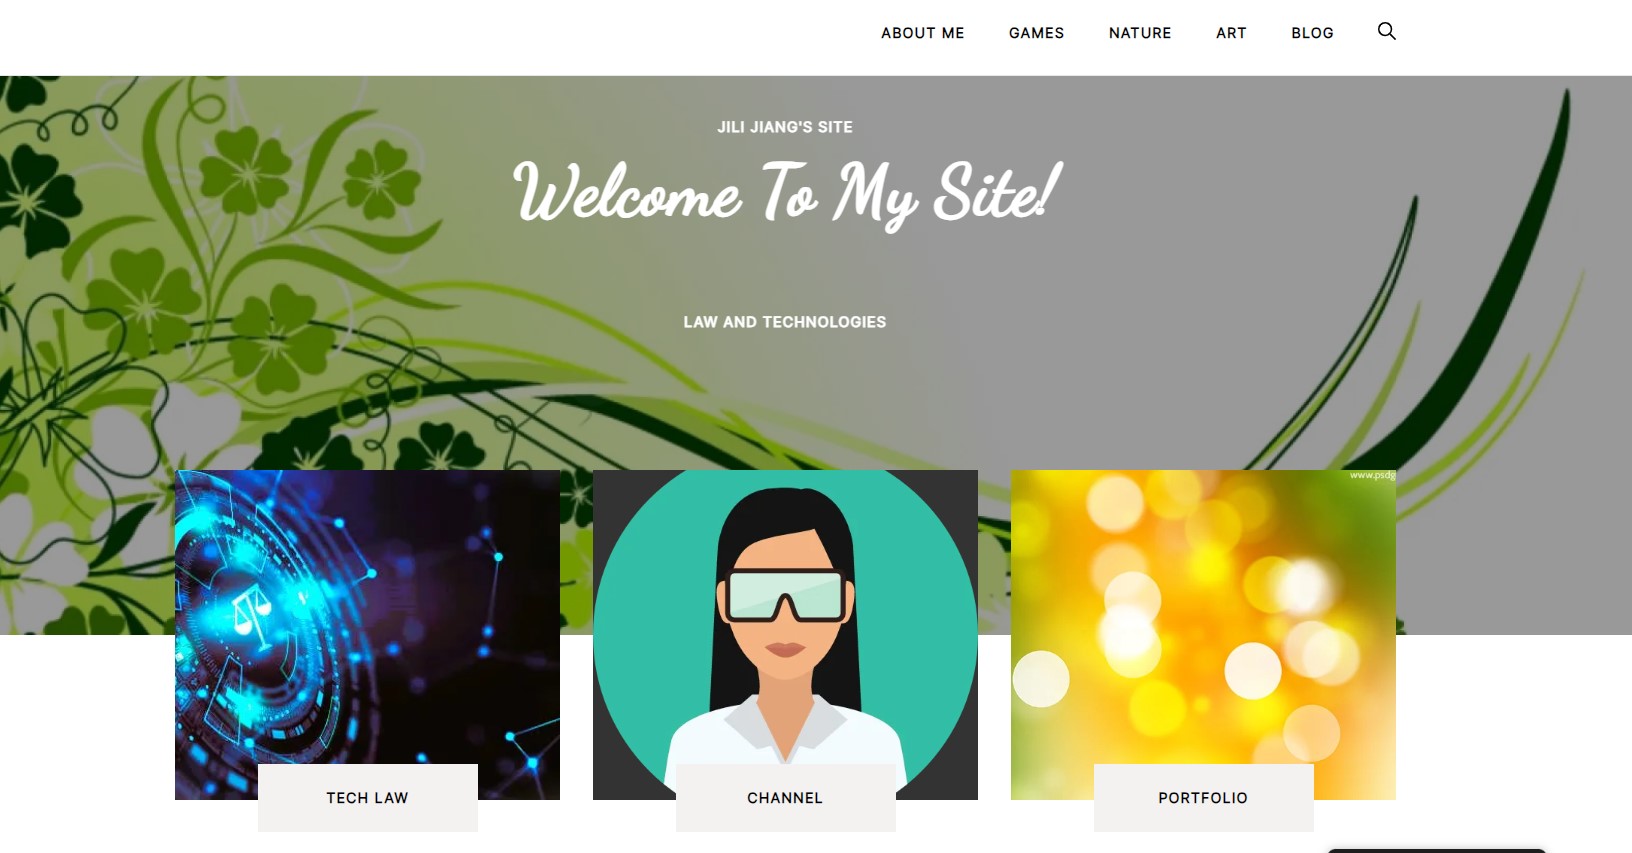 ABOUT ME GAMES NATURE ART BLOG
JILI JIANG'S SITE
Welcome To My Site!
LAW AND TECHNOLOGIES
www.psdg
TECH LAW
CHANNEL
PORTFOLIO